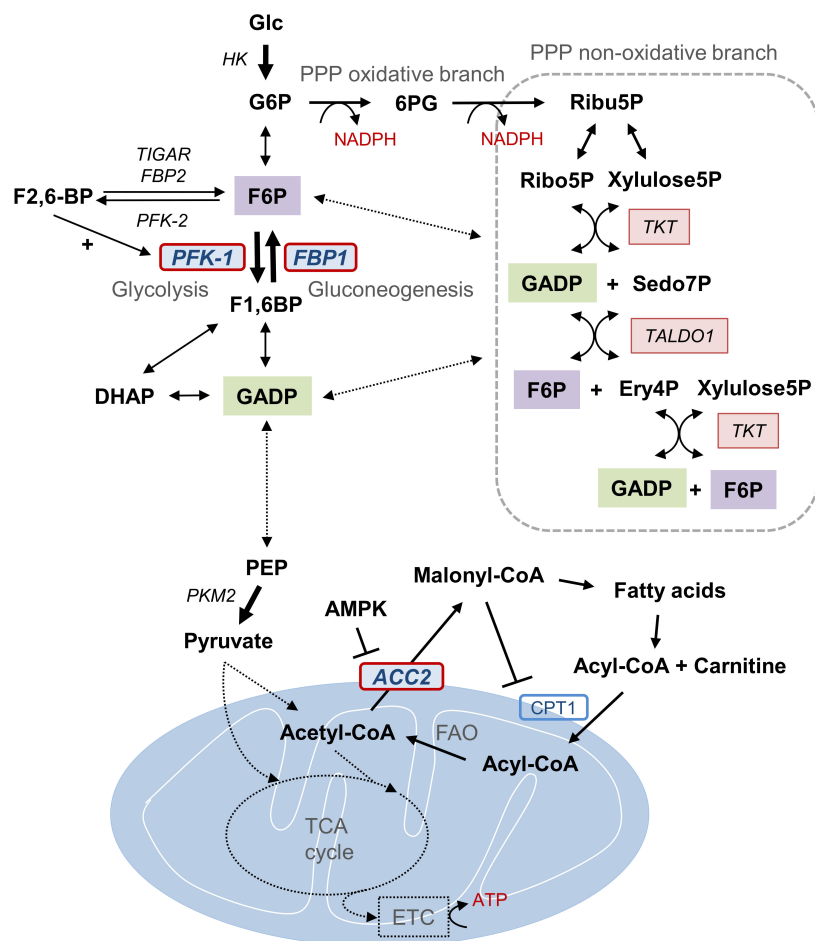 Glc
HK
PPP oxidative branch
PPP non-oxidative branch
G6P
6PG
Ribu5P
NADPH
NADPH
TIGAR
FBP2
F2,6-BP
F6P
Ribo5P
Xylulose5P
PFK-2
TKT
+
PFK-1
FBP1
Glycolysis
Gluconeogenesis
GADP + Sedo7P
F1,6BP
TALDO1
DHAP
GADP
F6P + Ery4P
Xylulose5P
TKT
GADP + F6P
PEP
Malonyl-CoA
Fatty acids
PKM2
AMPK
Pyruvate
Acyl-CoA + Carnitine
ACC2
CPT1
Acetyl-CoA
FAO
Acyl-CoA
TCA
cycle
ETC
ATP